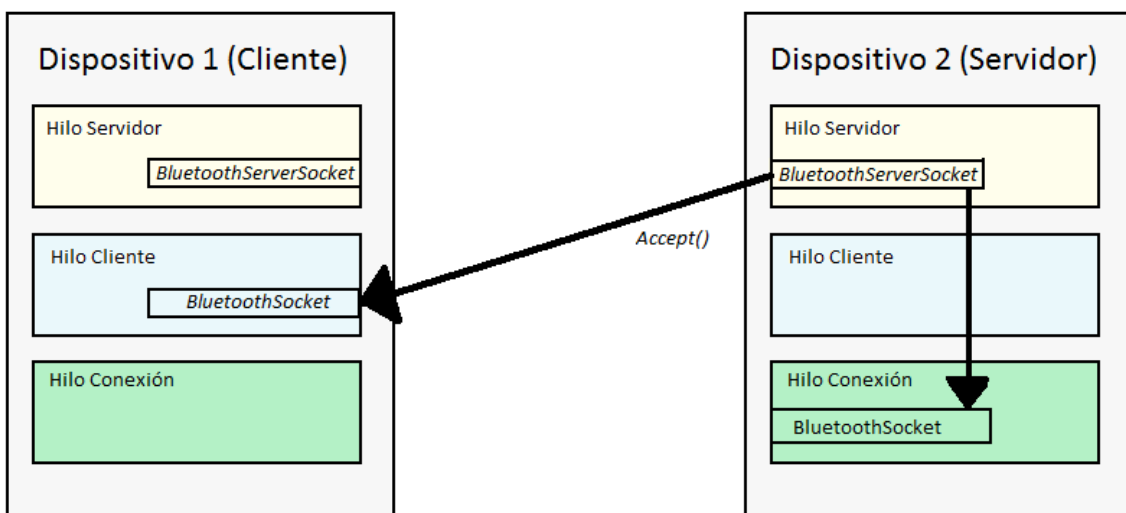 Dispositivo 1 (Cliente)
Hilo Servidor
BluetoothServerSocket
Hilo Cliente
BluetoothSocket
Hilo Conexión
Accept()
Dispositivo 2 (Servidor)
Hilo Servidor
BluetoothServerSocket
Hilo Cliente
Hilo Conexión
BluetoothSocket